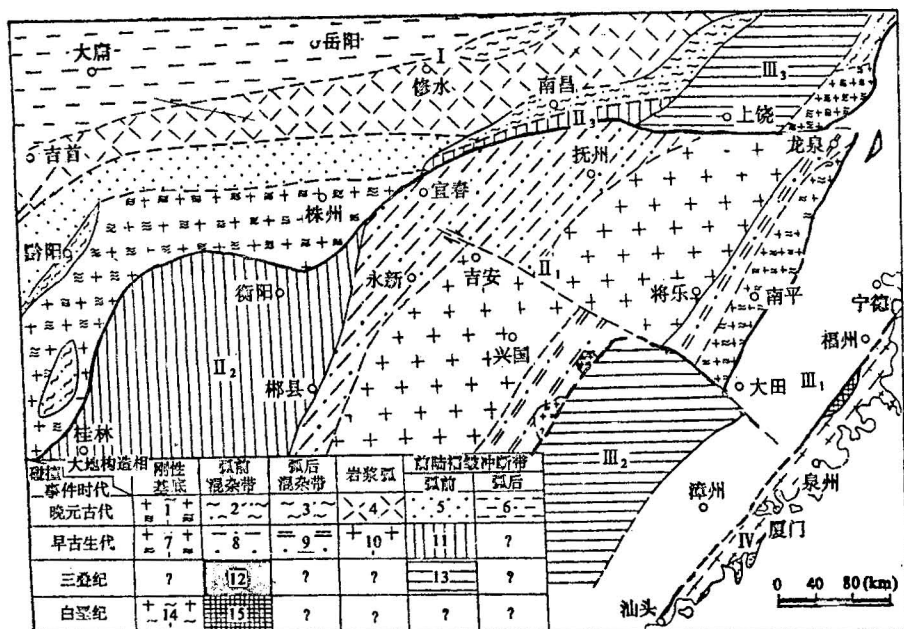 大庸
岳阳
I
修水
南昌
III₃
上饶
吉首
II₃
抚州
龙泉
宜春
株州
黔阳
衡阳
永新
吉安
II₁
将乐
南平
宁德
兴国
福州
II₂
郴县
大田
III₁
桂林
III₂
漳州
泉州
厦门
IV
汕头
0 40 80(km)
碰撞事件时代 大地构造相 刚性基底 弧前混杂带 弧后混杂带 岩浆弧 前陆褶皱冲断带 弧前 弧后
晚元古代 1 2 3 4 5 6
早古生代 7 8 9 10 11 ?
三叠纪 ? 12 ? ? 13 ?
白垩纪 14 15 ? ? ? ?